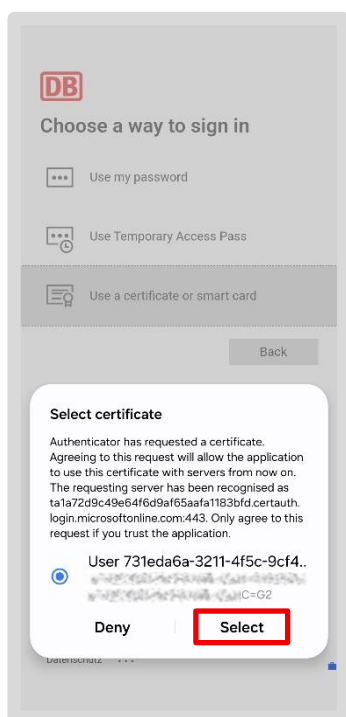 DB
Choose a way to sign in
Use my password
Use Temporary Access Pass
Use a certificate or smart card
Back
Select certificate
Authenticator has requested a certificate.
Agreeing to this request will allow the application
to use this certificate with servers from now on.
The requesting server has been recognised as
ta1a72d9c49e64f6d9af65aafa1183bfd.certauth.
login.microsoftonline.com:443. Only agree to this
request if you trust the application.
User 731eda6a-3211-4f5c-9cf4..
C=G2
Deny Select
Datenschutz ...